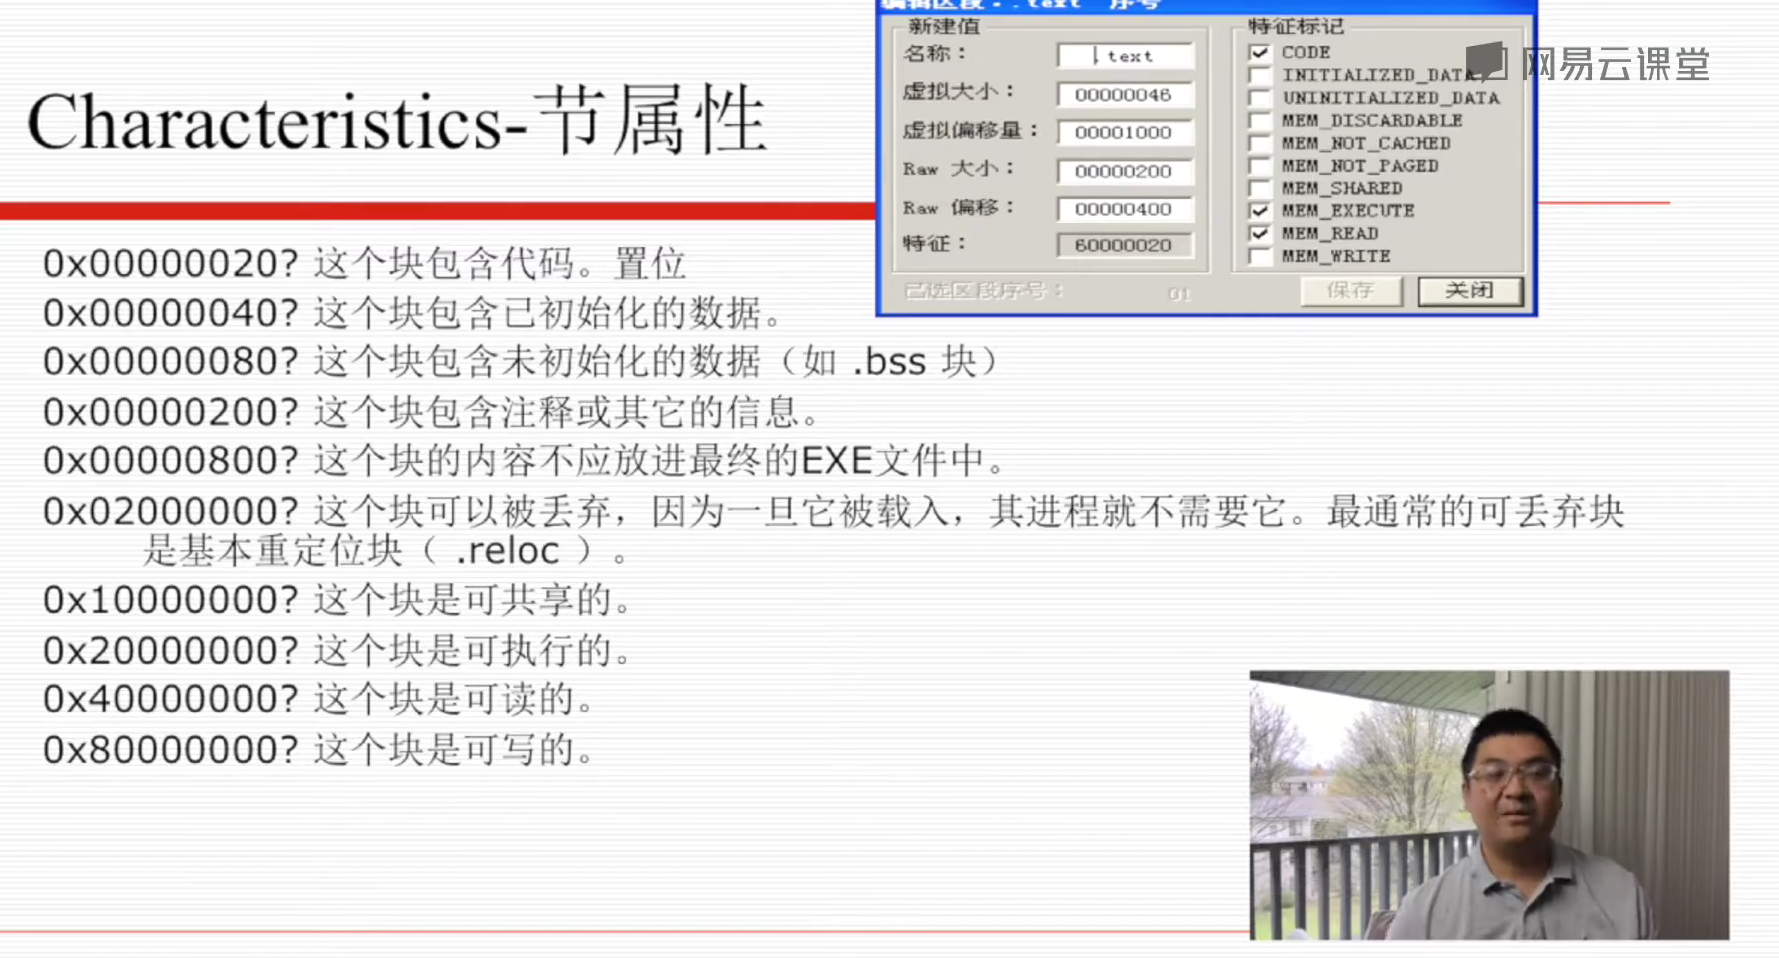 编辑区段：.text 序号
新建值
名称： .text
虚拟大小： 00000046
虚拟偏移量： 00001000
Raw 大小： 00000200
Raw 偏移： 00000400
特征： 60000020
已选区段序号： 01
特征标记
CODE
INITIALIZED_DATA
UNINITIALIZED_DATA
MEM_DISCARDABLE
MEM_NOT_CACHED
MEM_NOT_PAGED
MEM_SHARED
MEM_EXECUTE
MEM_READ
MEM_WRITE
保存 关闭
网易云课堂
Characteristics-节属性
0x00000020? 这个块包含代码。置位
0x00000040? 这个块包含已初始化的数据。
0x00000080? 这个块包含未初始化的数据（如 .bss 块）
0x00000200? 这个块包含注释或其它的信息。
0x00000800? 这个块的内容不应放进最终的EXE文件中。
0x02000000? 这个块可以被丢弃，因为一旦它被载入，其进程就不需要它。最通常的可丢弃块
是基本重定位块（ .reloc ）。
0x10000000? 这个块是可共享的。
0x20000000? 这个块是可执行的。
0x40000000? 这个块是可读的。
0x80000000? 这个块是可写的。